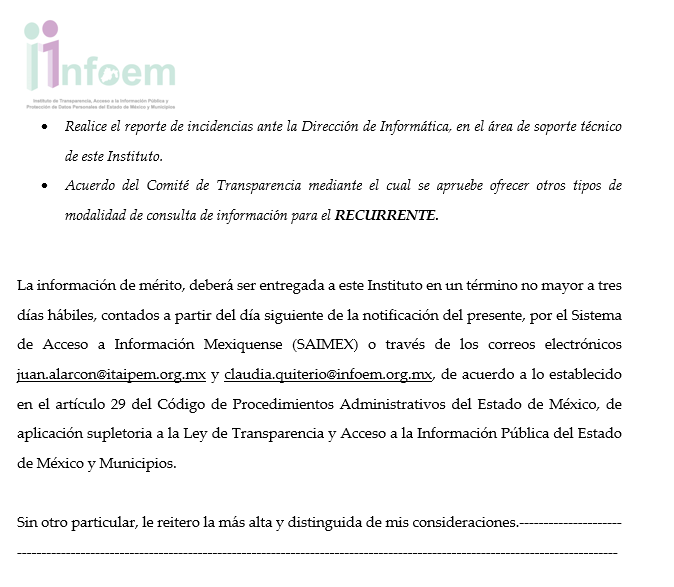 infoem
Instituto de Transparencia, Acceso a la Información Pública y
Protección de Datos Personales del Estado de México y Municipios
• Realice el reporte de incidencias ante la Dirección de Informática, en el área de soporte técnico
de este Instituto.
• Acuerdo del Comité de Transparencia mediante el cual se apruebe ofrecer otros tipos de
modalidad de consulta de información para el RECURRENTE.
La información de mérito, deberá ser entregada a este Instituto en un término no mayor a tres
días hábiles, contados a partir del día siguiente de la notificación del presente, por el Sistema
de Acceso a Información Mexiquense (SAIMEX) o través de los correos electrónicos
juan.alarcon@itaipem.org.mx y claudia.quiterio@infoem.org.mx, de acuerdo a lo establecido
en el artículo 29 del Código de Procedimientos Administrativos del Estado de México, de
aplicación supletoria a la Ley de Transparencia y Acceso a la Información Pública del Estado
de México y Municipios.
Sin otro particular, le reitero la más alta y distinguida de mis consideraciones.---------------------
---------------------------------------------------------------------------------------------------------------------------